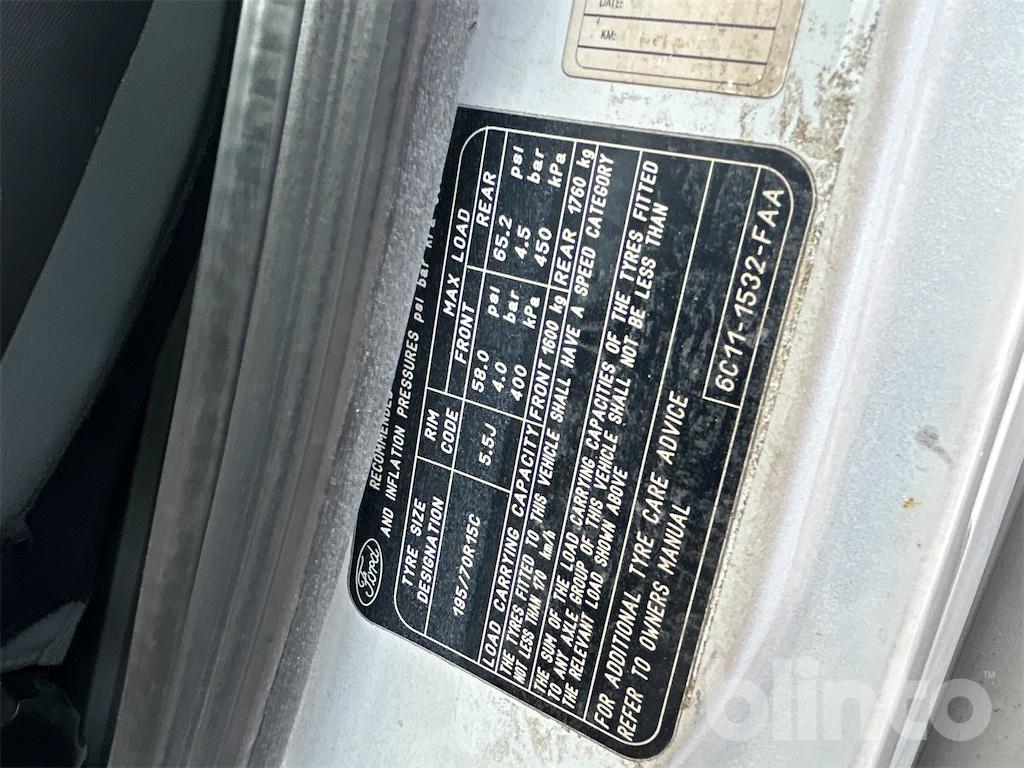 DATE:
KM:
Ford
AND INFLATION PRESSURES psi bar
TYRE SIZE DESIGNATION RIM CODE MAX LOAD
FRONT REAR
195/70R15C 5.5J 58.0 psi 65.2 psi
4.0 bar 4.5 bar
400 kPa 450 kPa
LOAD CARRYING CAPACITY FRONT 1600 kg REAR 1760 kg
THE TYRES FITTED TO THIS VEHICLE SHALL HAVE A SPEED CATEGORY
NOT LESS THAN 170 km/h
THE SUM OF THE LOAD CARRYING CAPACITIES OF THE TYRES FITTED
TO ANY AXLE GROUP OF THIS VEHICLE SHALL NOT BE LESS THAN
THE RELEVANT LOAD SHOWN ABOVE
FOR ADDITIONAL TYRE CARE ADVICE
REFER TO OWNERS MANUAL
6C11-1532-FAA
blinto™